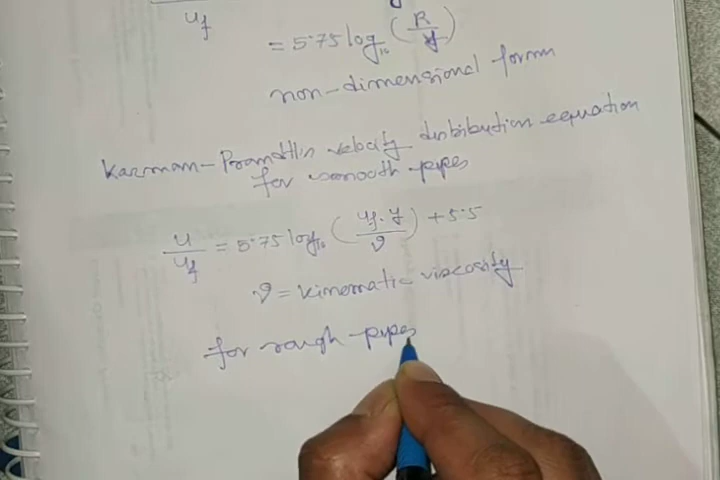 u_f
= 5.75 log₁₀ (R/y)
non-dimensional form
Karman-Prandtl's velocity distribution equation
for smooth pipes
u/u_f = 5.75 log₁₀ (u_f.y/ϑ) + 5.5
ϑ = kinematic viscosity
for rough pipes